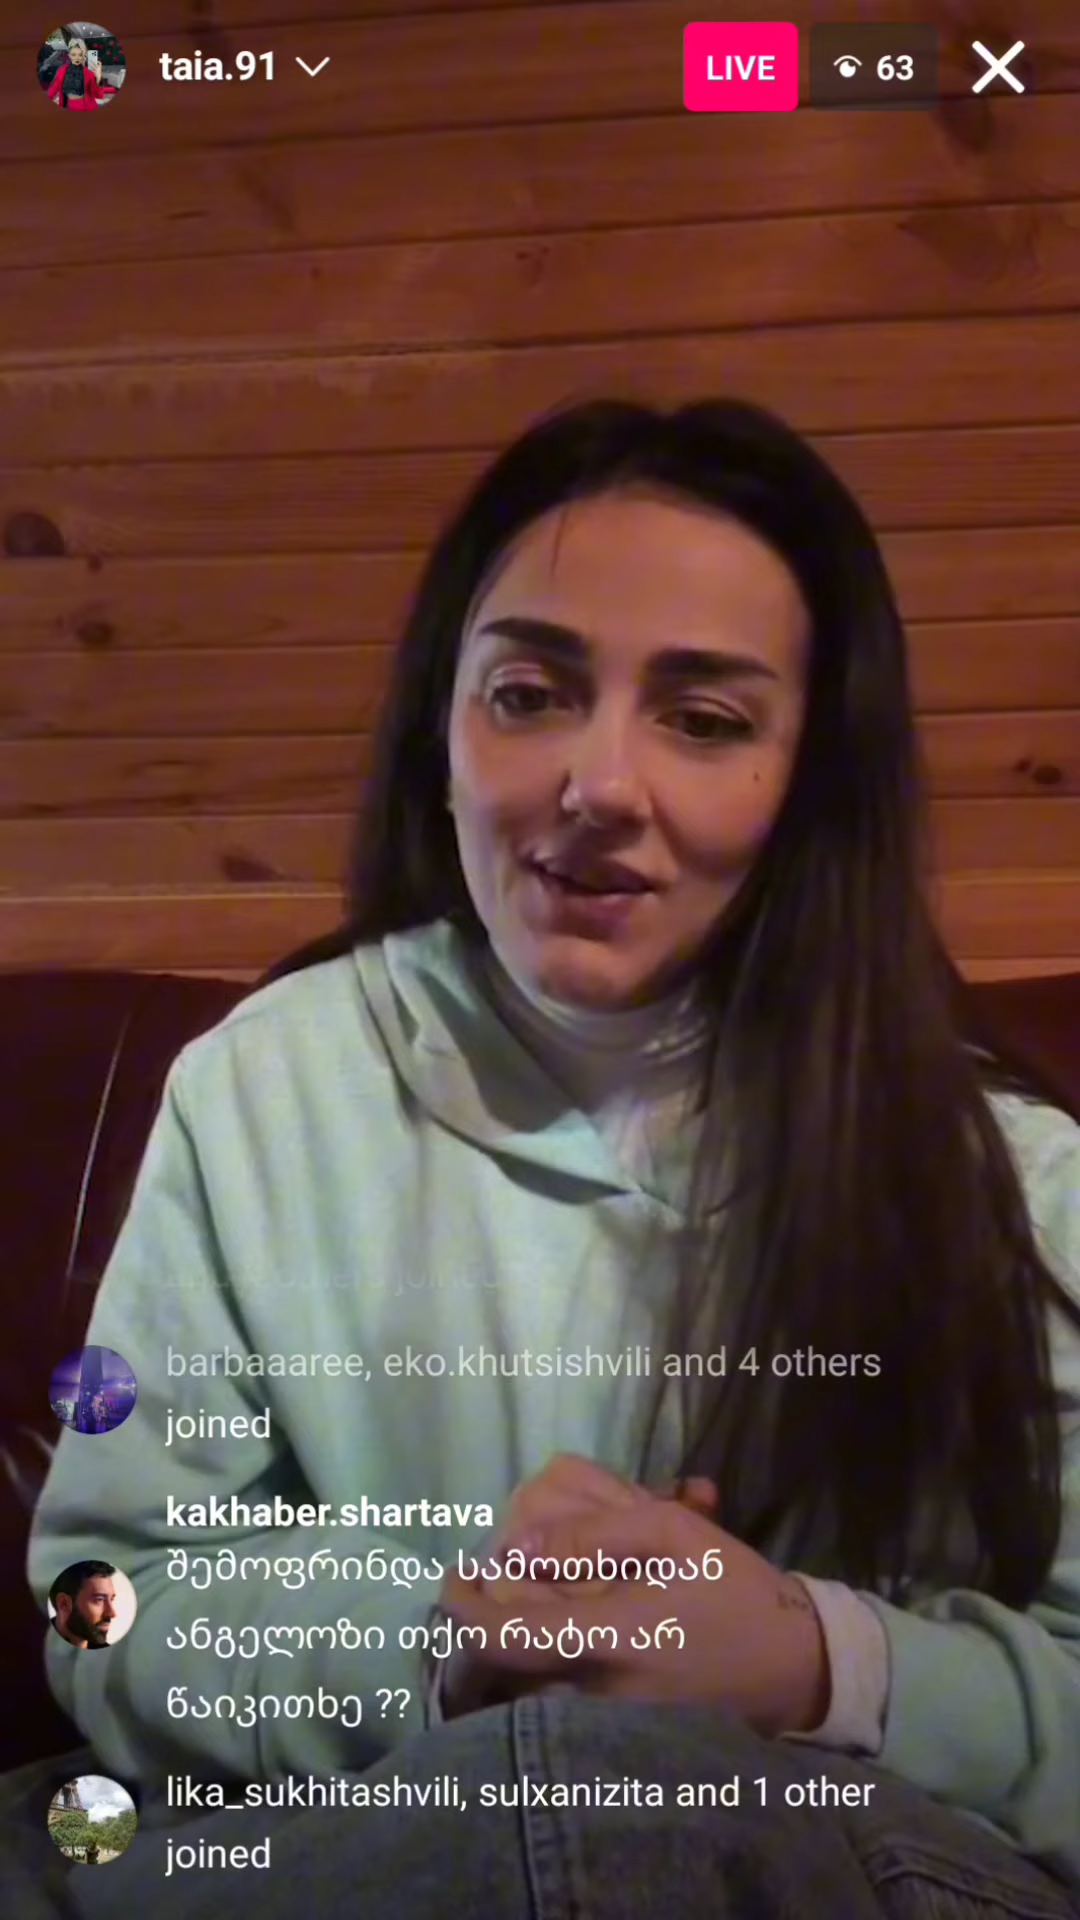 taia.91
LIVE
63
barbaaaree, eko.khutsishvili and 4 others
joined
kakhaber.shartava
შემოფრინდა სამოთხიდან
ანგელოზი თქო რატო არ
წაიკითხე ??
lika_sukhitashvili, sulxanizita and 1 other
joined